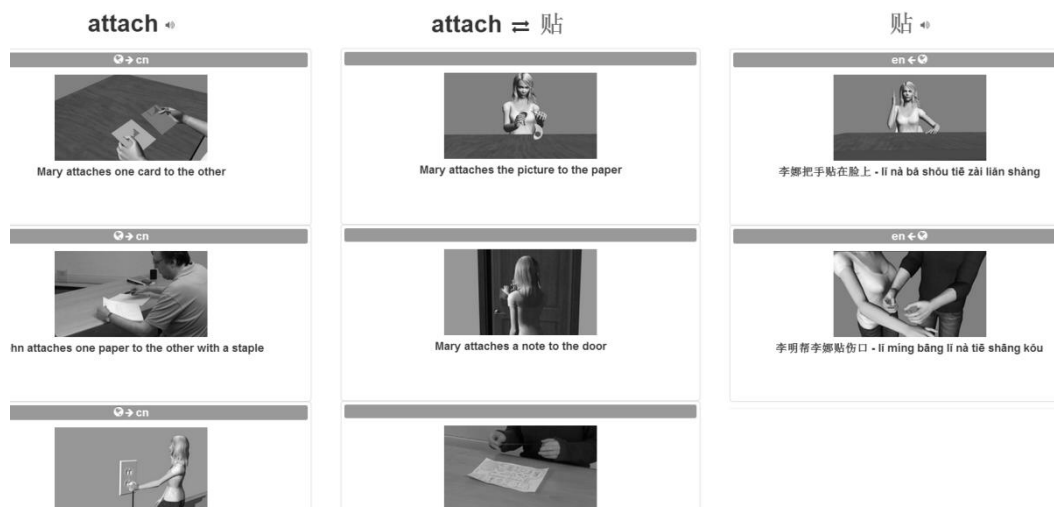 attach
attach ⇄ 贴
贴
→ cn
Mary attaches one card to the other
Mary attaches the picture to the paper
en ←
李娜把手贴在脸上 - lǐ nà bǎ shǒu tiē zài liǎn shàng
→ cn
hn attaches one paper to the other with a staple
Mary attaches a note to the door
en ←
李明帮李娜贴伤口 - lǐ míng bāng lǐ nà tiē shāng kǒu
→ cn